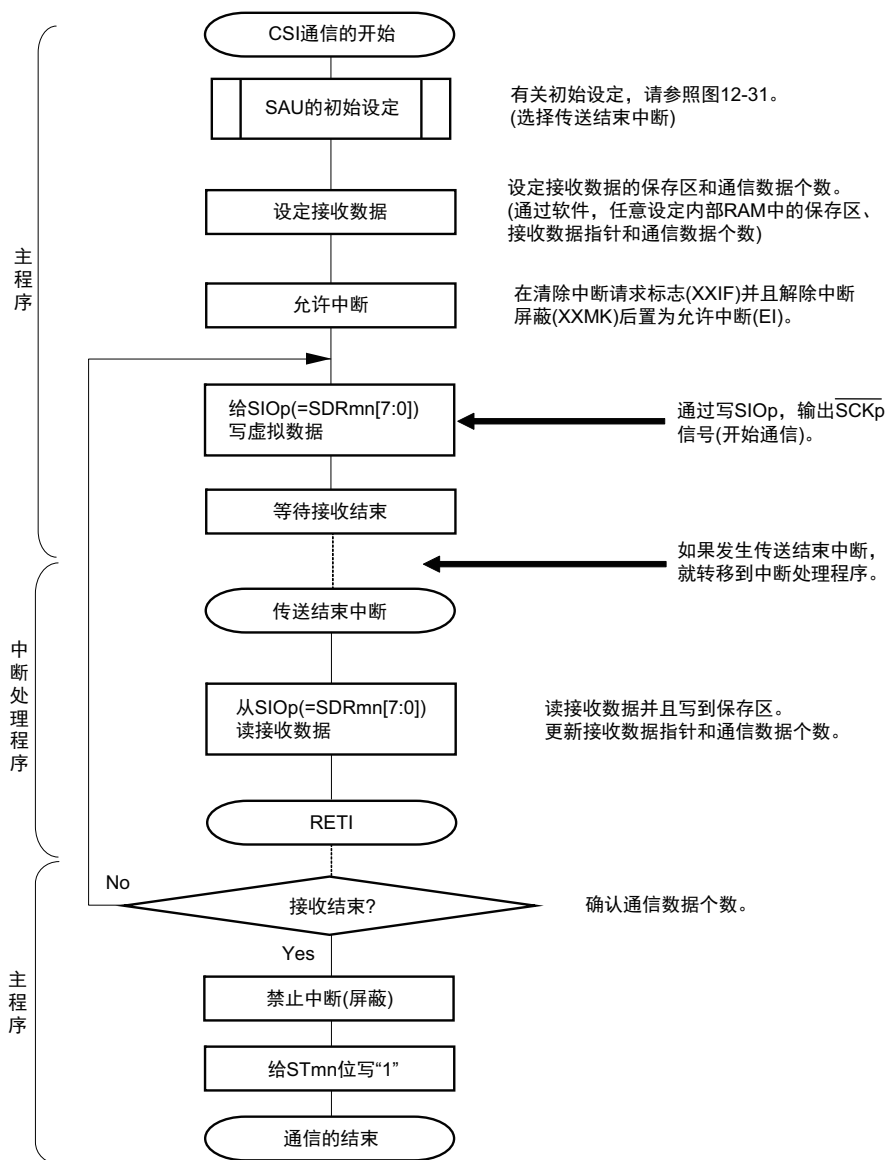 CSI通信的开始
SAU的初始设定
有关初始设定，请参照图12-31。
(选择传送结束中断)
设定接收数据
设定接收数据的保存区和通信数据个数。
(通过软件，任意设定内部RAM中的保存区、
接收数据指针和通信数据个数)
主程序
允许中断
在清除中断请求标志(XXIF)并且解除中断
屏蔽(XXMK)后置为允许中断(EI)。
给SIOp(=SDRmn[7:0])
写虚拟数据
通过写SIOp，输出SCKp
信号(开始通信)。
等待接收结束
如果发生传送结束中断，
就转移到中断处理程序。
传送结束中断
中断处理程序
从SIOp(=SDRmn[7:0])
读接收数据
读接收数据并且写到保存区。
更新接收数据指针和通信数据个数。
RETI
No
接收结束?
确认通信数据个数。
Yes
主程序
禁止中断(屏蔽)
给STmn位写“1”
通信的结束